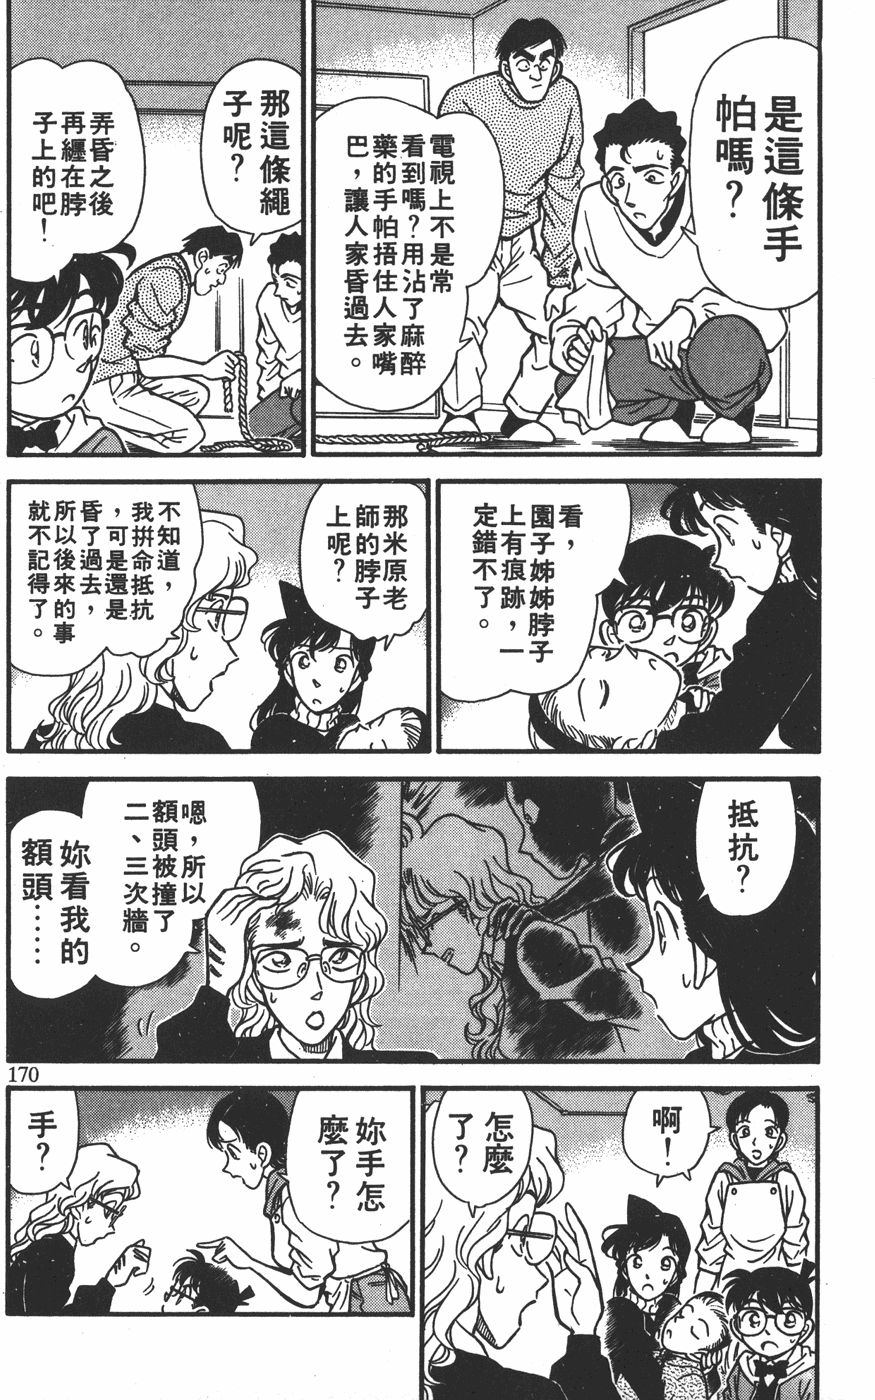 是這條手
帕嗎？
電視上不是常
看到嗎？用沾了麻醉
藥的手帕捂住人家嘴
巴，讓人家昏過去。
那這條繩
子呢？
弄昏之後
再纏在脖
子上的吧！
看，
園子姊姊脖子
上有痕跡，一
定錯不了。
那米原老
師的脖子
上呢？
不知道，
我拚命抵抗
，可是還是
昏了過去，
所以後來的事
就不記得了。
抵抗？
嗯，所以
額頭被撞了
二、三次牆。
妳看我的
額頭……
170
啊！
怎麼
了？
妳手怎
麼了？
手？